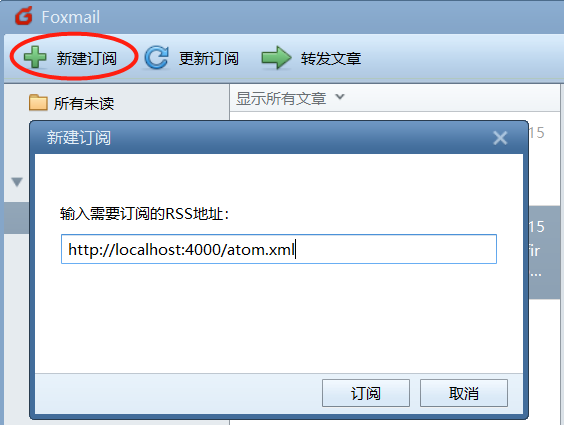 Foxmail
新建订阅 更新订阅 转发文章
所有未读 显示所有文章
15
新建订阅
输入需要订阅的RSS地址：
http://localhost:4000/atom.xml
15
fir
...
订阅 取消